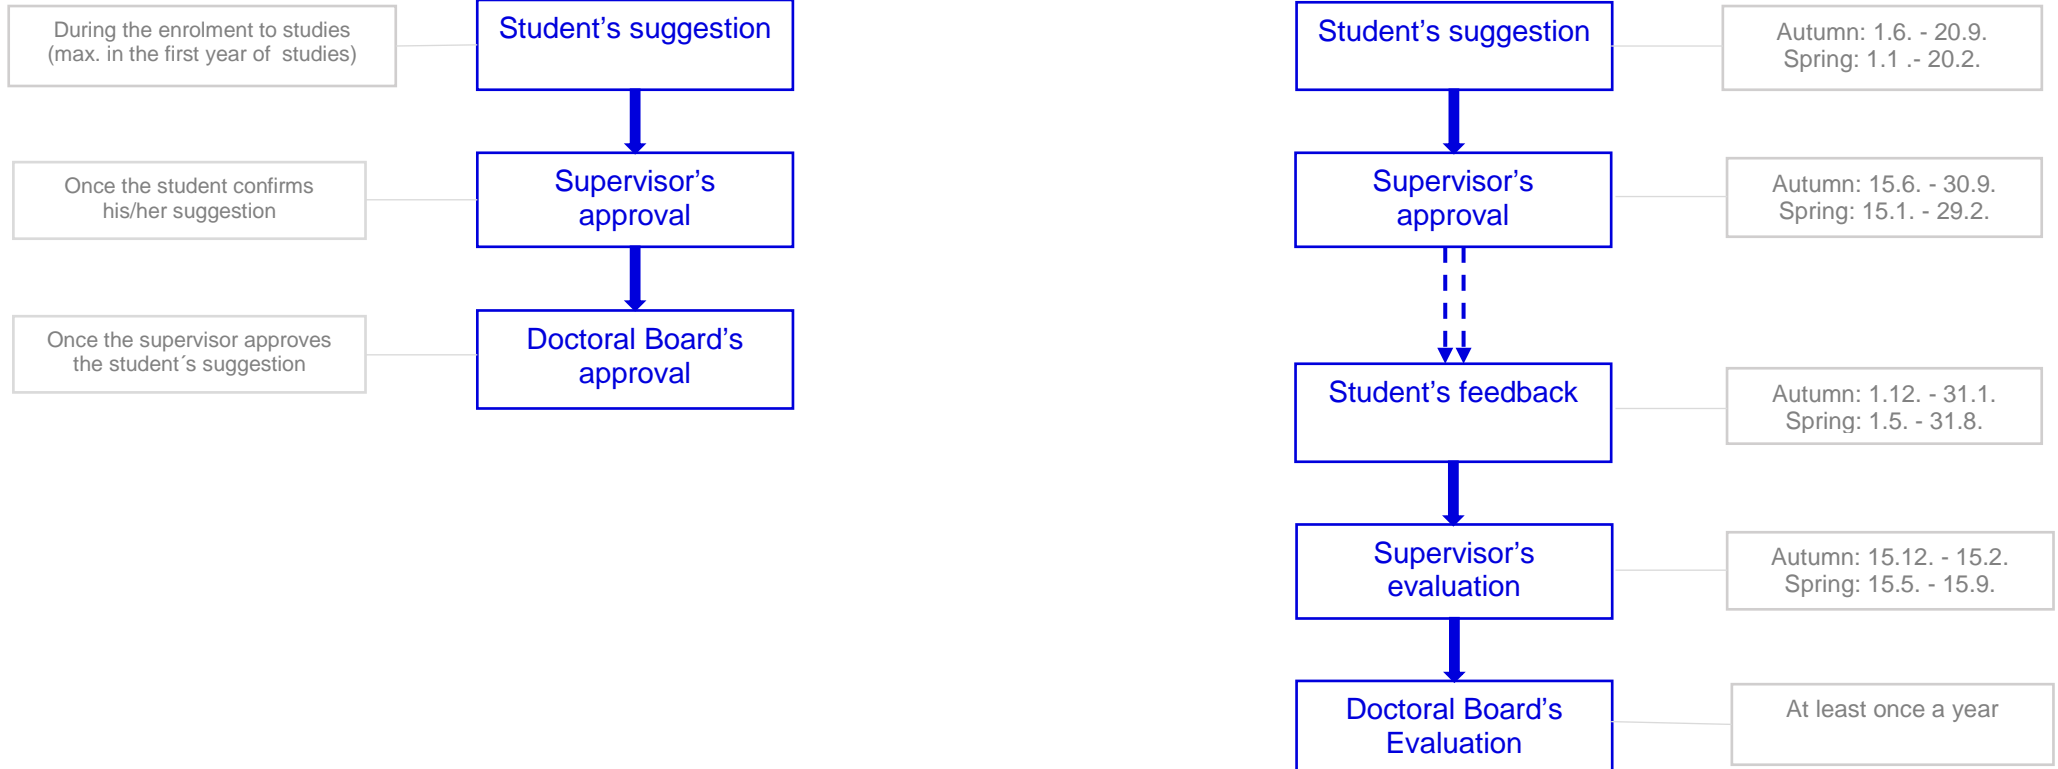 During the enrolment to studies
(max. in the first year of  studies)
Student's suggestion
Once the student confirms
his/her suggestion
Supervisor's
approval
Once the supervisor approves
the student´s suggestion
Doctoral Board's
approval
Student's suggestion
Autumn: 1.6. - 20.9.
Spring: 1.1 .- 20.2.
Supervisor's
approval
Autumn: 15.6. - 30.9.
Spring: 15.1. - 29.2.
Student's feedback
Autumn: 1.12. - 31.1.
Spring: 1.5. - 31.8.
Supervisor's
evaluation
Autumn: 15.12. - 15.2.
Spring: 15.5. - 15.9.
Doctoral Board's
Evaluation
At least once a year